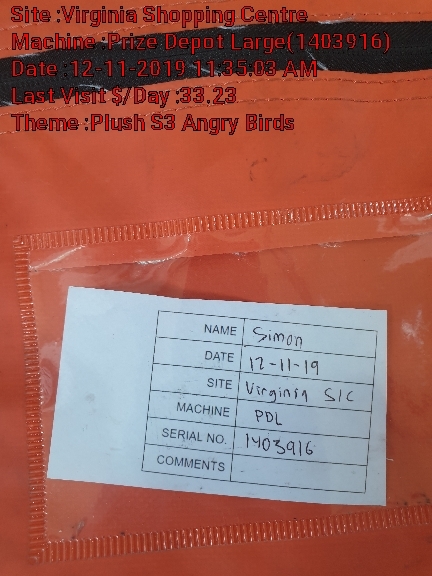 Site :Virginia Shopping Centre
Machine :Prize Depot Large(1403916)
Date :12-11-2019 11:35:03 AM
Last Visit $/Day :33.23
Theme :Plush S3 Angry Birds
NAME Simon
DATE 12-11-19
SITE Virginia S/C
MACHINE PDL
SERIAL NO. 1403916
COMMENTS